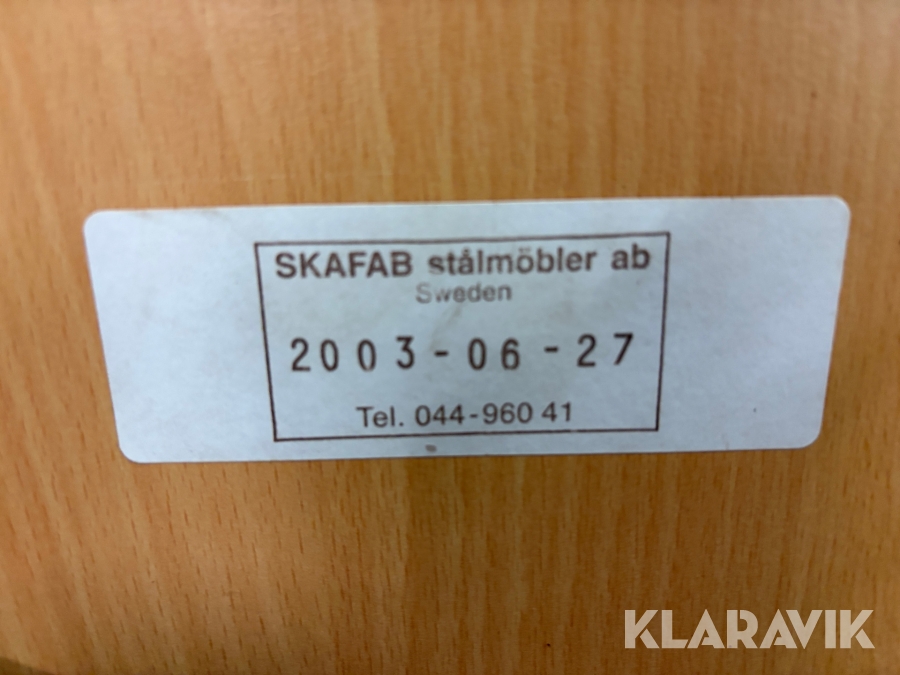 SKAFAB stålmöbler ab
Sweden
2003-06-27
Tel. 044-960 41
KLARAVIK